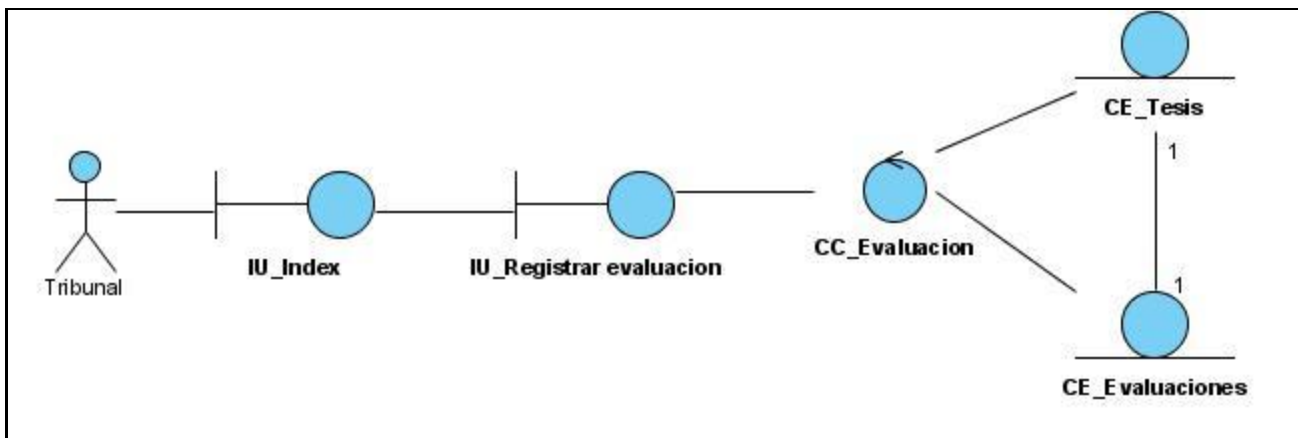 CE_Tesis
1
Tribunal
IU_Index
IU_Registrar evaluacion
CC_Evaluacion
1
CE_Evaluaciones